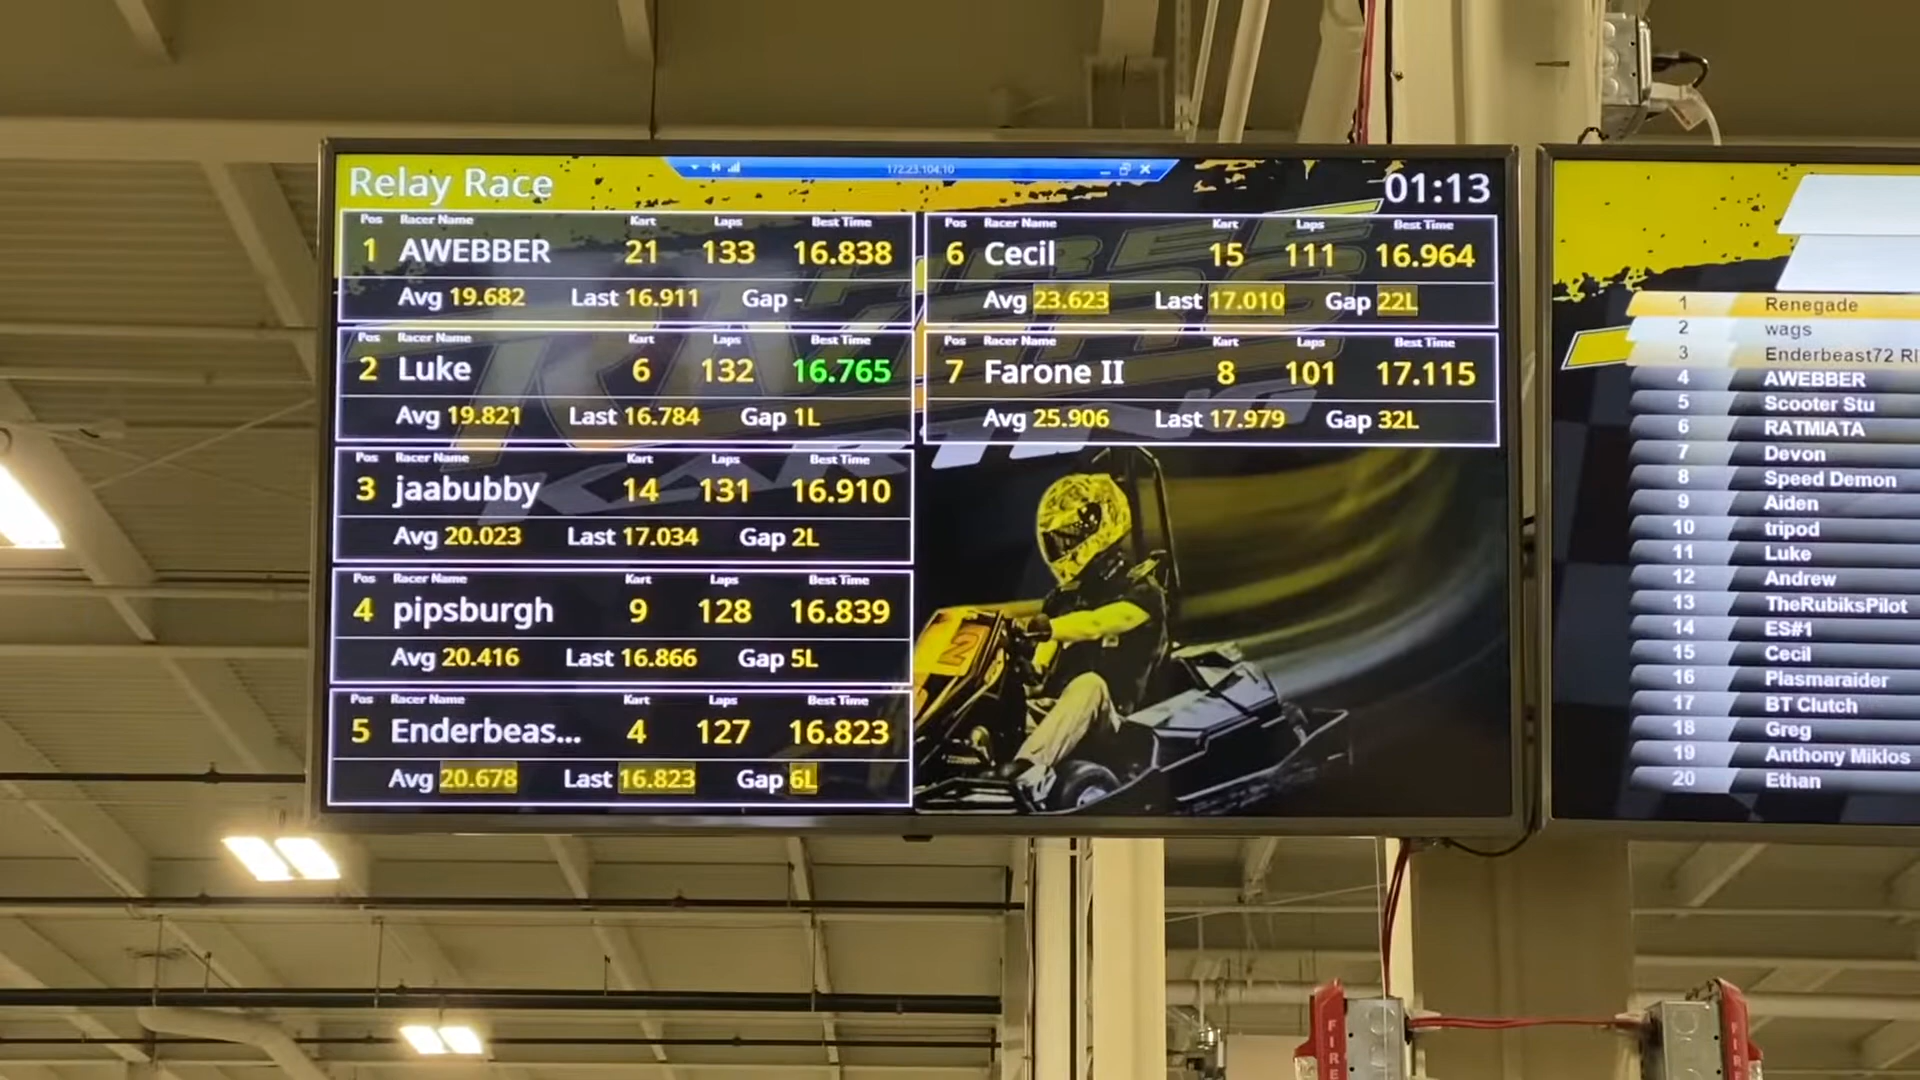 Relay Race
172.23.104.10
01:13
Pos Racer Name Kart Laps Best Time
1 AWEBBER 21 133 16.838
Avg 19.682 Last 16.911 Gap -
Pos Racer Name Kart Laps Best Time
2 Luke 6 132 16.765
Avg 19.821 Last 16.784 Gap 1L
Pos Racer Name Kart Laps Best Time
3 jaabubby 14 131 16.910
Avg 20.023 Last 17.034 Gap 2L
Pos Racer Name Kart Laps Best Time
4 pipsburgh 9 128 16.839
Avg 20.416 Last 16.866 Gap 5L
Pos Racer Name Kart Laps Best Time
5 Enderbeas... 4 127 16.823
Avg 20.678 Last 16.823 Gap 6L
Pos Racer Name Kart Laps Best Time
6 Cecil 15 111 16.964
Avg 23.623 Last 17.010 Gap 22L
Pos Racer Name Kart Laps Best Time
7 Farone II 8 101 17.115
Avg 25.906 Last 17.979 Gap 32L
KARTING
2
1 Renegade
2 wags
3 Enderbeast72 RI
4 AWEBBER
5 Scooter Stu
6 RATMIATA
7 Devon
8 Speed Demon
9 Aiden
10 tripod
11 Luke
12 Andrew
13 TheRubiksPilot
14 ES#1
15 Cecil
16 Plasmaraider
17 BT Clutch
18 Greg
19 Anthony Miklos
20 Ethan
FIRE
FIRE